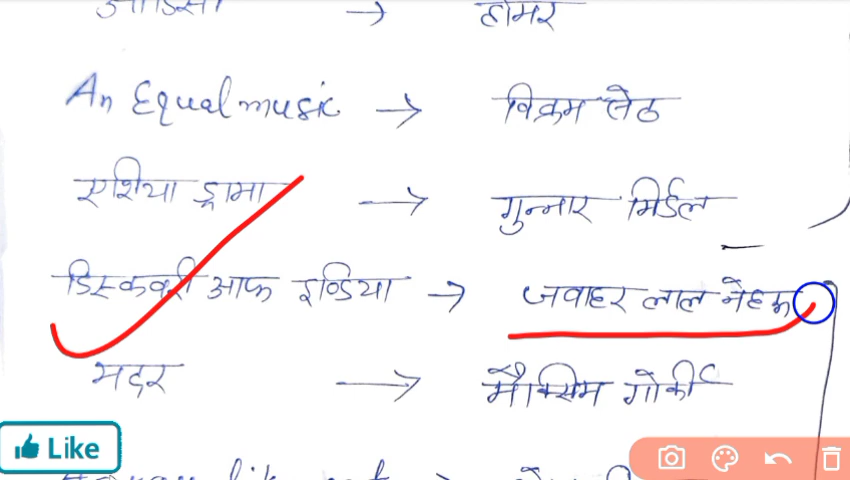 → होमर
An Equal music → विक्रम सेठ
एशिया ड्रामा → गुन्नार मिर्डल
डिस्कवरी आफ इण्डिया → जवाहर लाल नेहरू
मदर → मैक्सिम गोर्की
Like